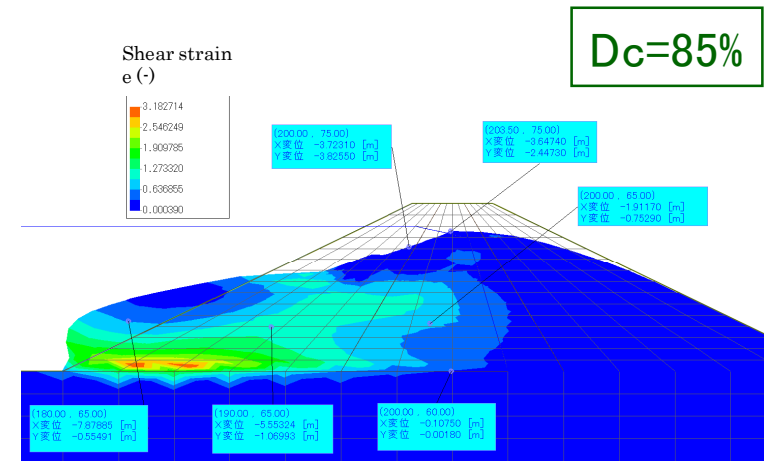 Dc=85%
Shear strain
e (-)
3.182714
2.546249
1.909785
1.273320
0.636855
0.000390
(200.00 , 75.00)
X変位 -3.72310 [m]
Y変位 -3.82550 [m]
(203.50 , 75.00)
X変位 -3.64740 [m]
Y変位 -2.44730 [m]
(200.00 , 65.00)
X変位 -1.91170 [m]
Y変位 -0.75290 [m]
(180.00 , 65.00)
X変位 -7.87885 [m]
Y変位 -0.55491 [m]
(190.00 , 65.00)
X変位 -5.55324 [m]
Y変位 -1.06993 [m]
(200.00 , 60.00)
X変位 -0.10750 [m]
Y変位 -0.00180 [m]